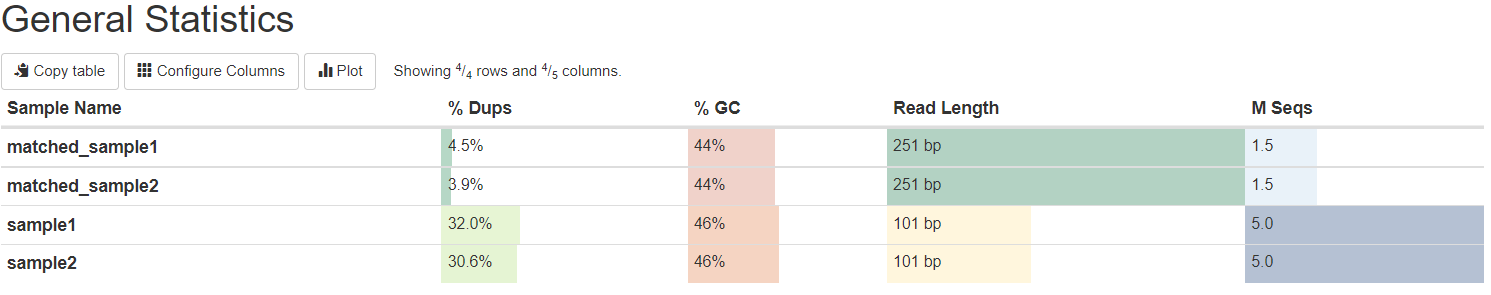 General Statistics
Copy table Configure Columns Plot Showing 4/4 rows and 4/5 columns.
Sample Name % Dups % GC Read Length M Seqs
matched_sample1 4.5% 44% 251 bp 1.5
matched_sample2 3.9% 44% 251 bp 1.5
sample1 32.0% 46% 101 bp 5.0
sample2 30.6% 46% 101 bp 5.0